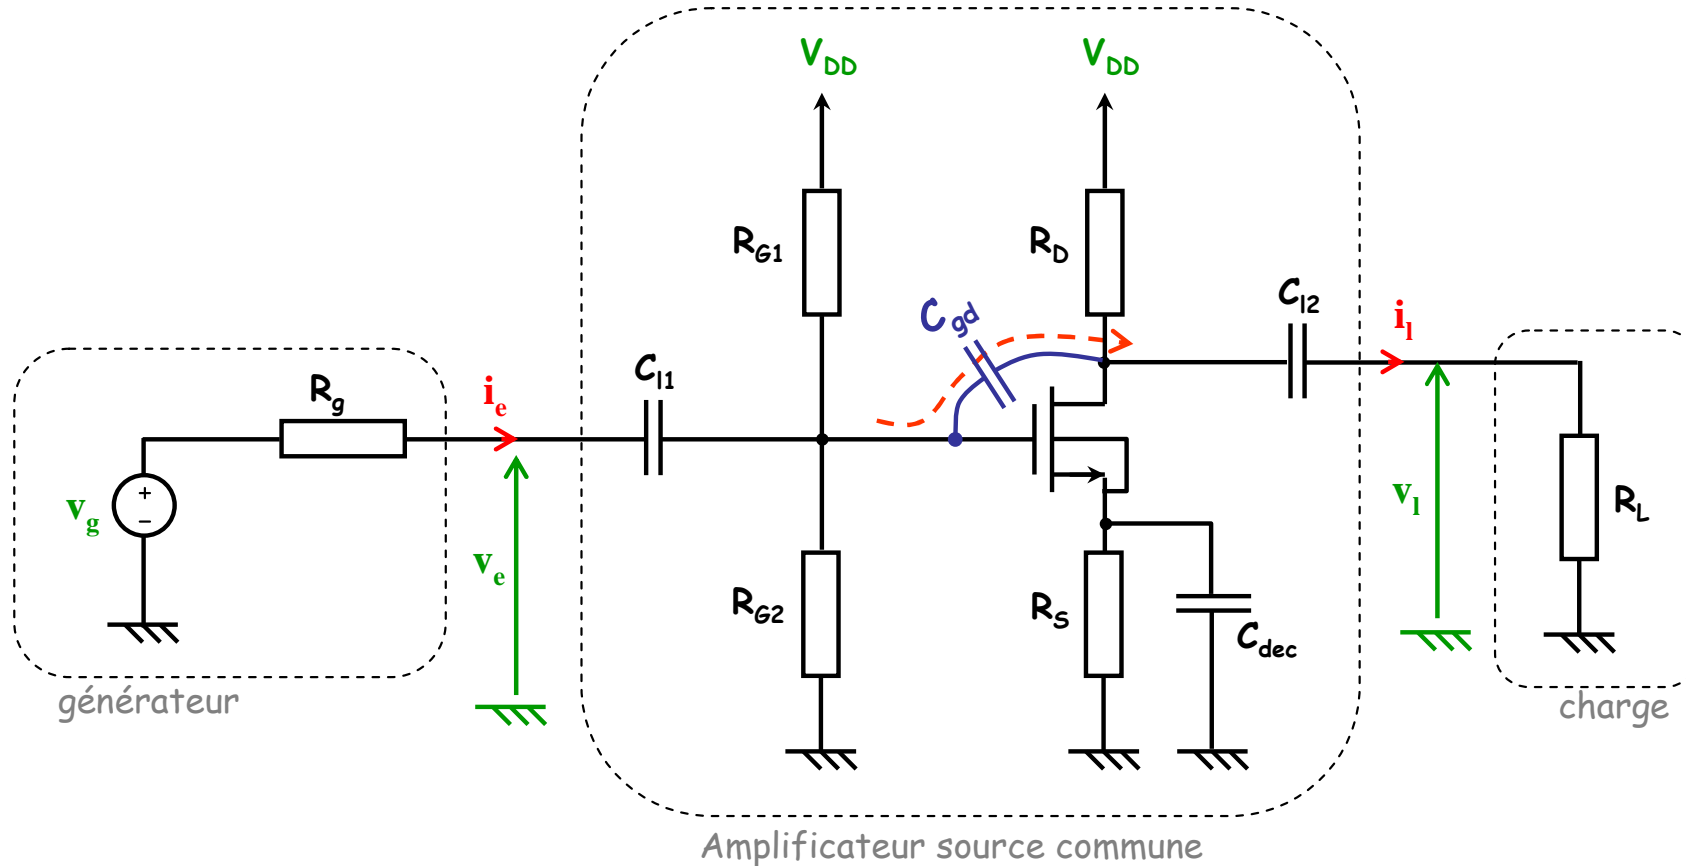 V_DD
V_DD
R_G1
R_D
C_gd
C_l2
i_l
C_l1
R_g
i_e
v_g
+
−
v_e
v_l
R_L
R_G2
R_S
C_dec
générateur
charge
Amplificateur source commune